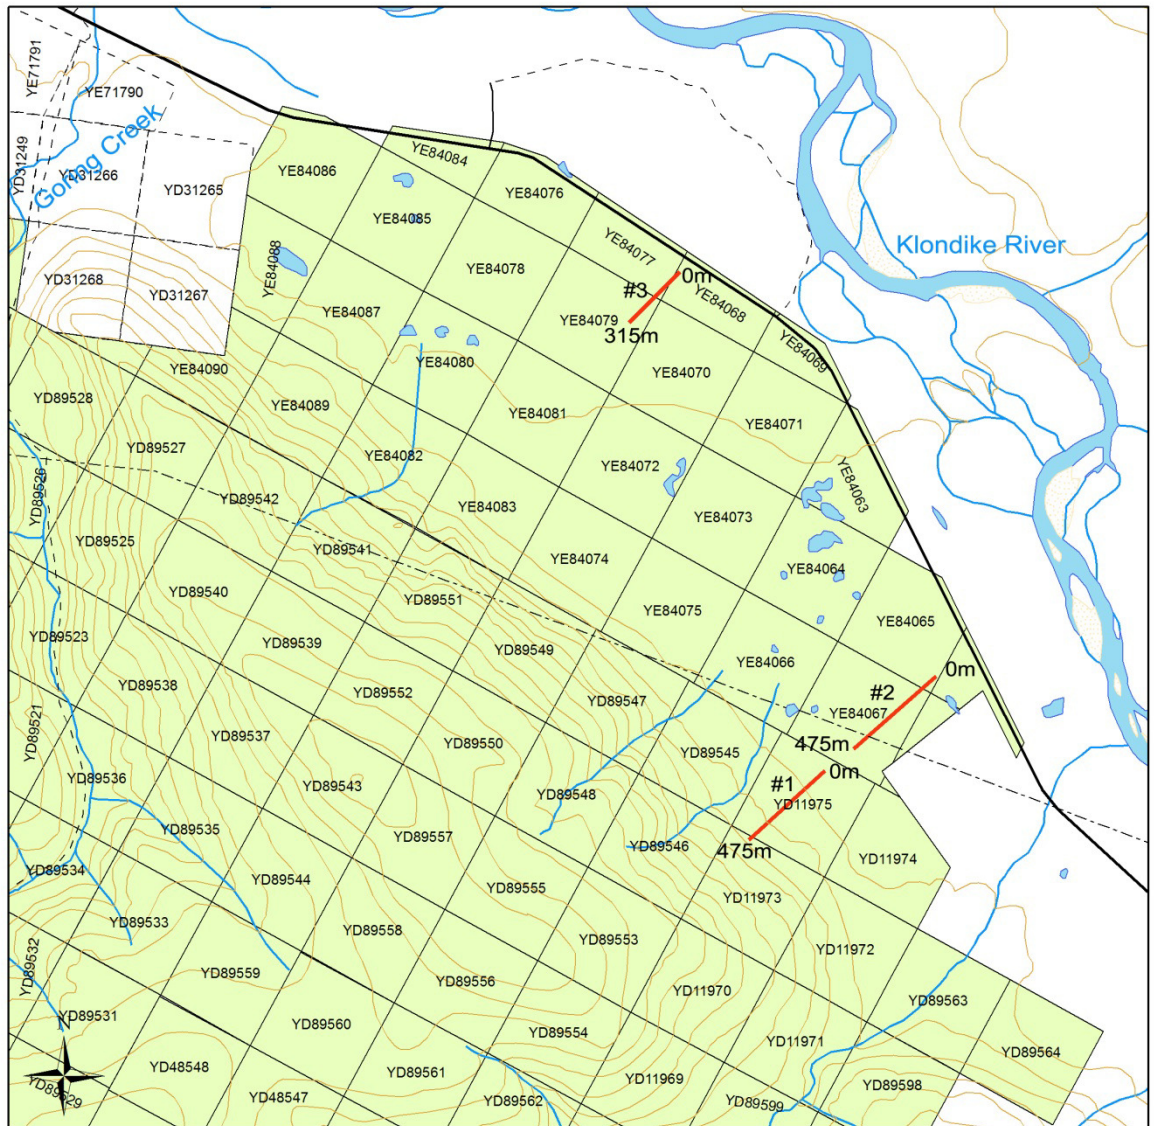 YE71791
YE71790
YD31249
Goring Creek
YD31266
YD31265
YD31268
YD31267
YE84086
YE84084
YE84076
YE84085
YE84088
YE84078
YE84077
Klondike River
0m
#3
YE84068
YE84087
YE84079
315m
YE84069
YE84090
YE84080
YE84070
YD89528
YE84089
YE84081
YE84071
YD89527
YE84082
YE84072
YD89526
YD89542
YE84083
YE84073
YE84063
YD89525
YD89541
YE84074
YE84064
YD89540
YD89551
YE84075
YE84065
YD89523
YD89539
YD89549
YE84066
0m
YD89538
YD89552
YD89547
#2
YE84067
YD89521
YD89537
YD89550
YD89545
475m
YD89536
YD89543
YD89548
#1
0m
YD11975
YD89535
YD89557
YD89546
475m
YD11974
YD89534
YD89544
YD89555
YD11973
YD89533
YD89558
YD89553
YD11972
YD89532
YD89559
YD89556
YD11970
YD89563
YD89531
N
YD89560
YD89554
YD11971
YD89564
YD48548
YD89561
YD11969
YD89598
YD89529
YD48547
YD89562
YD89599